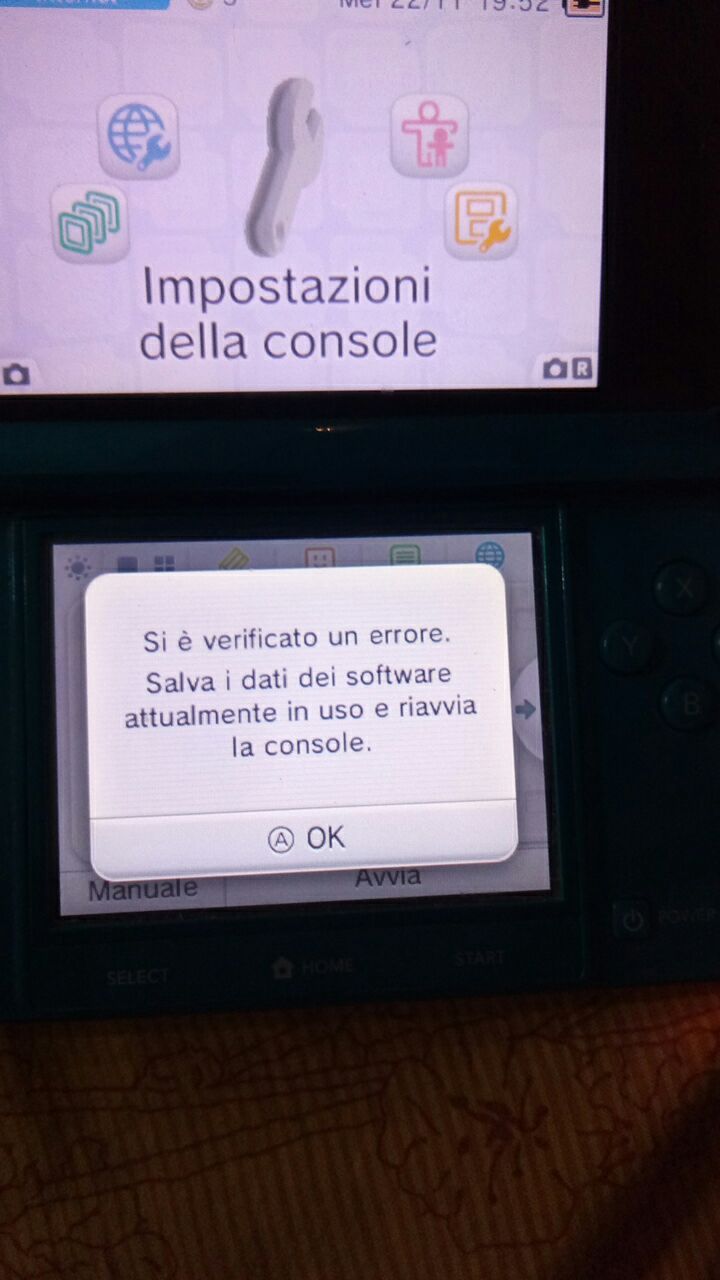 Internet
Mer 22/11 19:52
Impostazioni
della console
R
Si è verificato un errore.
Salva i dati dei software
attualmente in uso e riavvia
la console.
A OK
Manuale Avvia
X
Y
B
POWER
SELECT HOME START